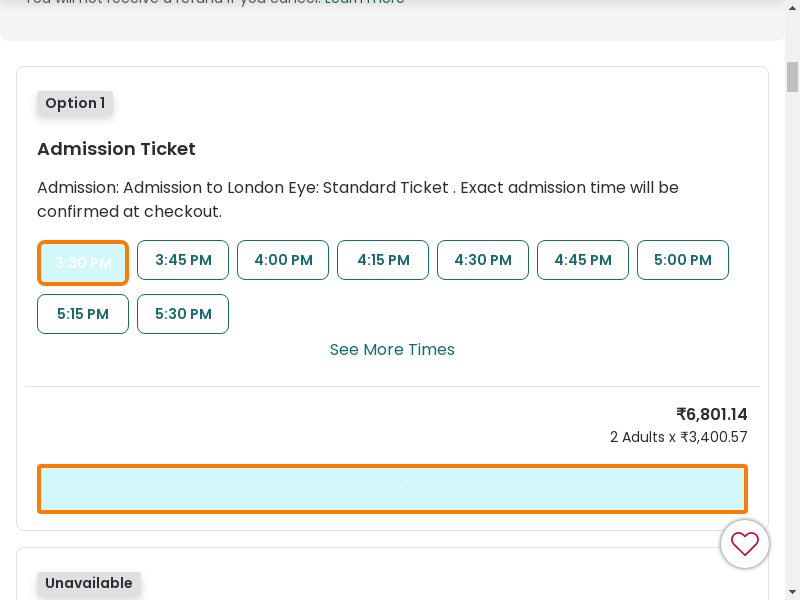 You will not receive a refund if you cancel. Learn more
Option 1
Admission Ticket
Admission: Admission to London Eye: Standard Ticket . Exact admission time will be
confirmed at checkout.
3:30 PM 3:45 PM 4:00 PM 4:15 PM 4:30 PM 4:45 PM 5:00 PM
5:15 PM 5:30 PM
See More Times
₹6,801.14
2 Adults x ₹3,400.57
Unavailable